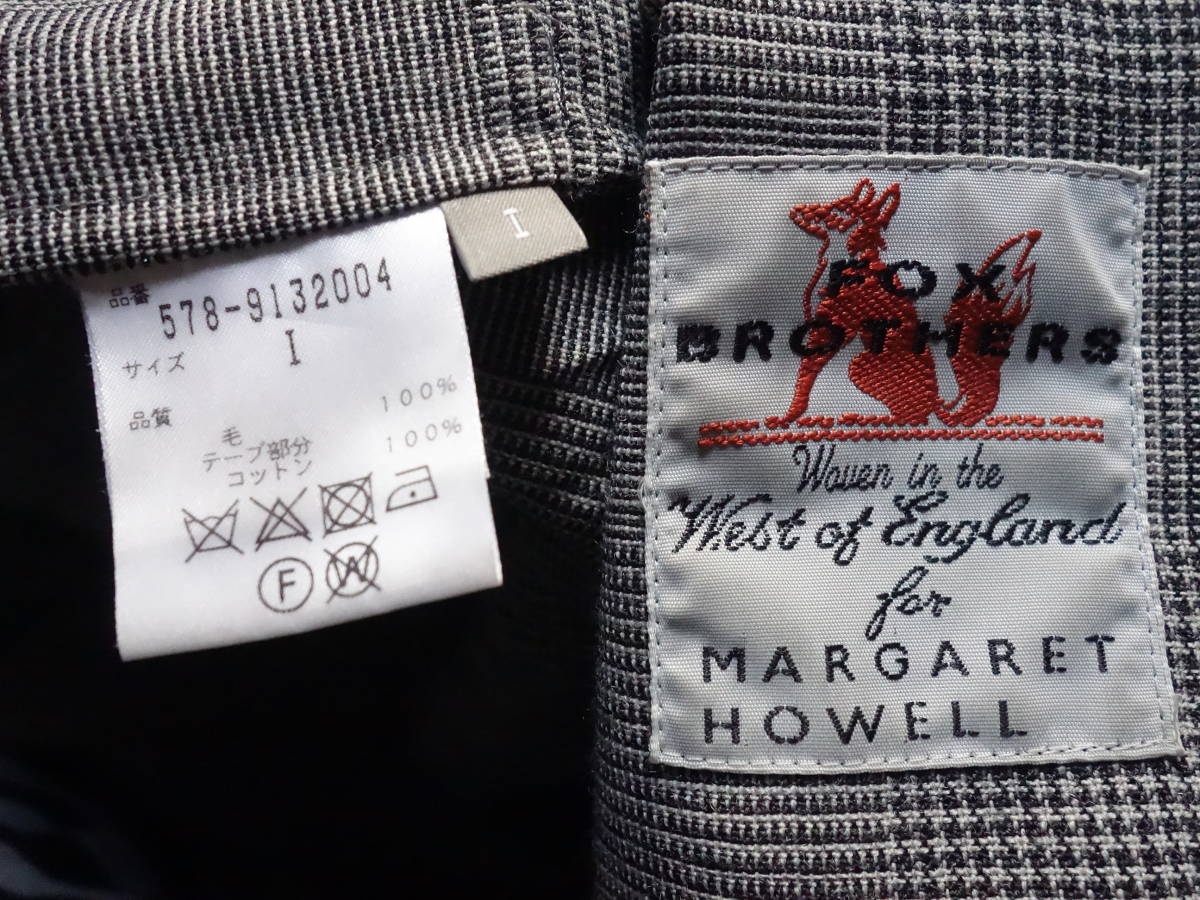 品番
578-9132004
サイズ
I
品質
毛 100%
テープ部分
コットン 100%
F
W
I
FOX
BROTHERS
Woven in the
West of England
for
MARGARET
HOWELL